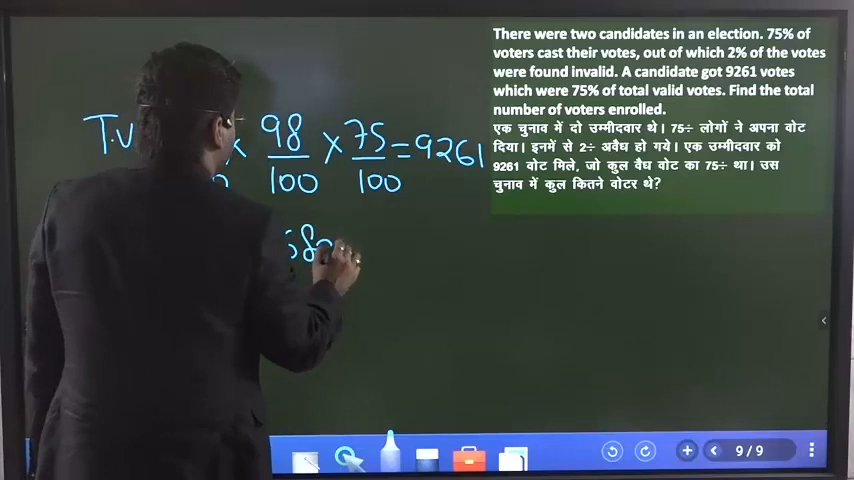 There were two candidates in an election. 75% of
voters cast their votes, out of which 2% of the votes
were found invalid. A candidate got 9261 votes
which were 75% of total valid votes. Find the total
number of voters enrolled.
एक चुनाव में दो उम्मीदवार थे। 75÷ लोगों ने अपना वोट
दिया। इनमें से 2÷ अवैध हो गये। एक उम्मीदवार को
9261 वोट मिले, जो कुल वैध वोट का 75÷ था। उस
चुनाव में कुल कितने वोटर थे?
T.V × 98/100 × 75/100 = 9261
9/9